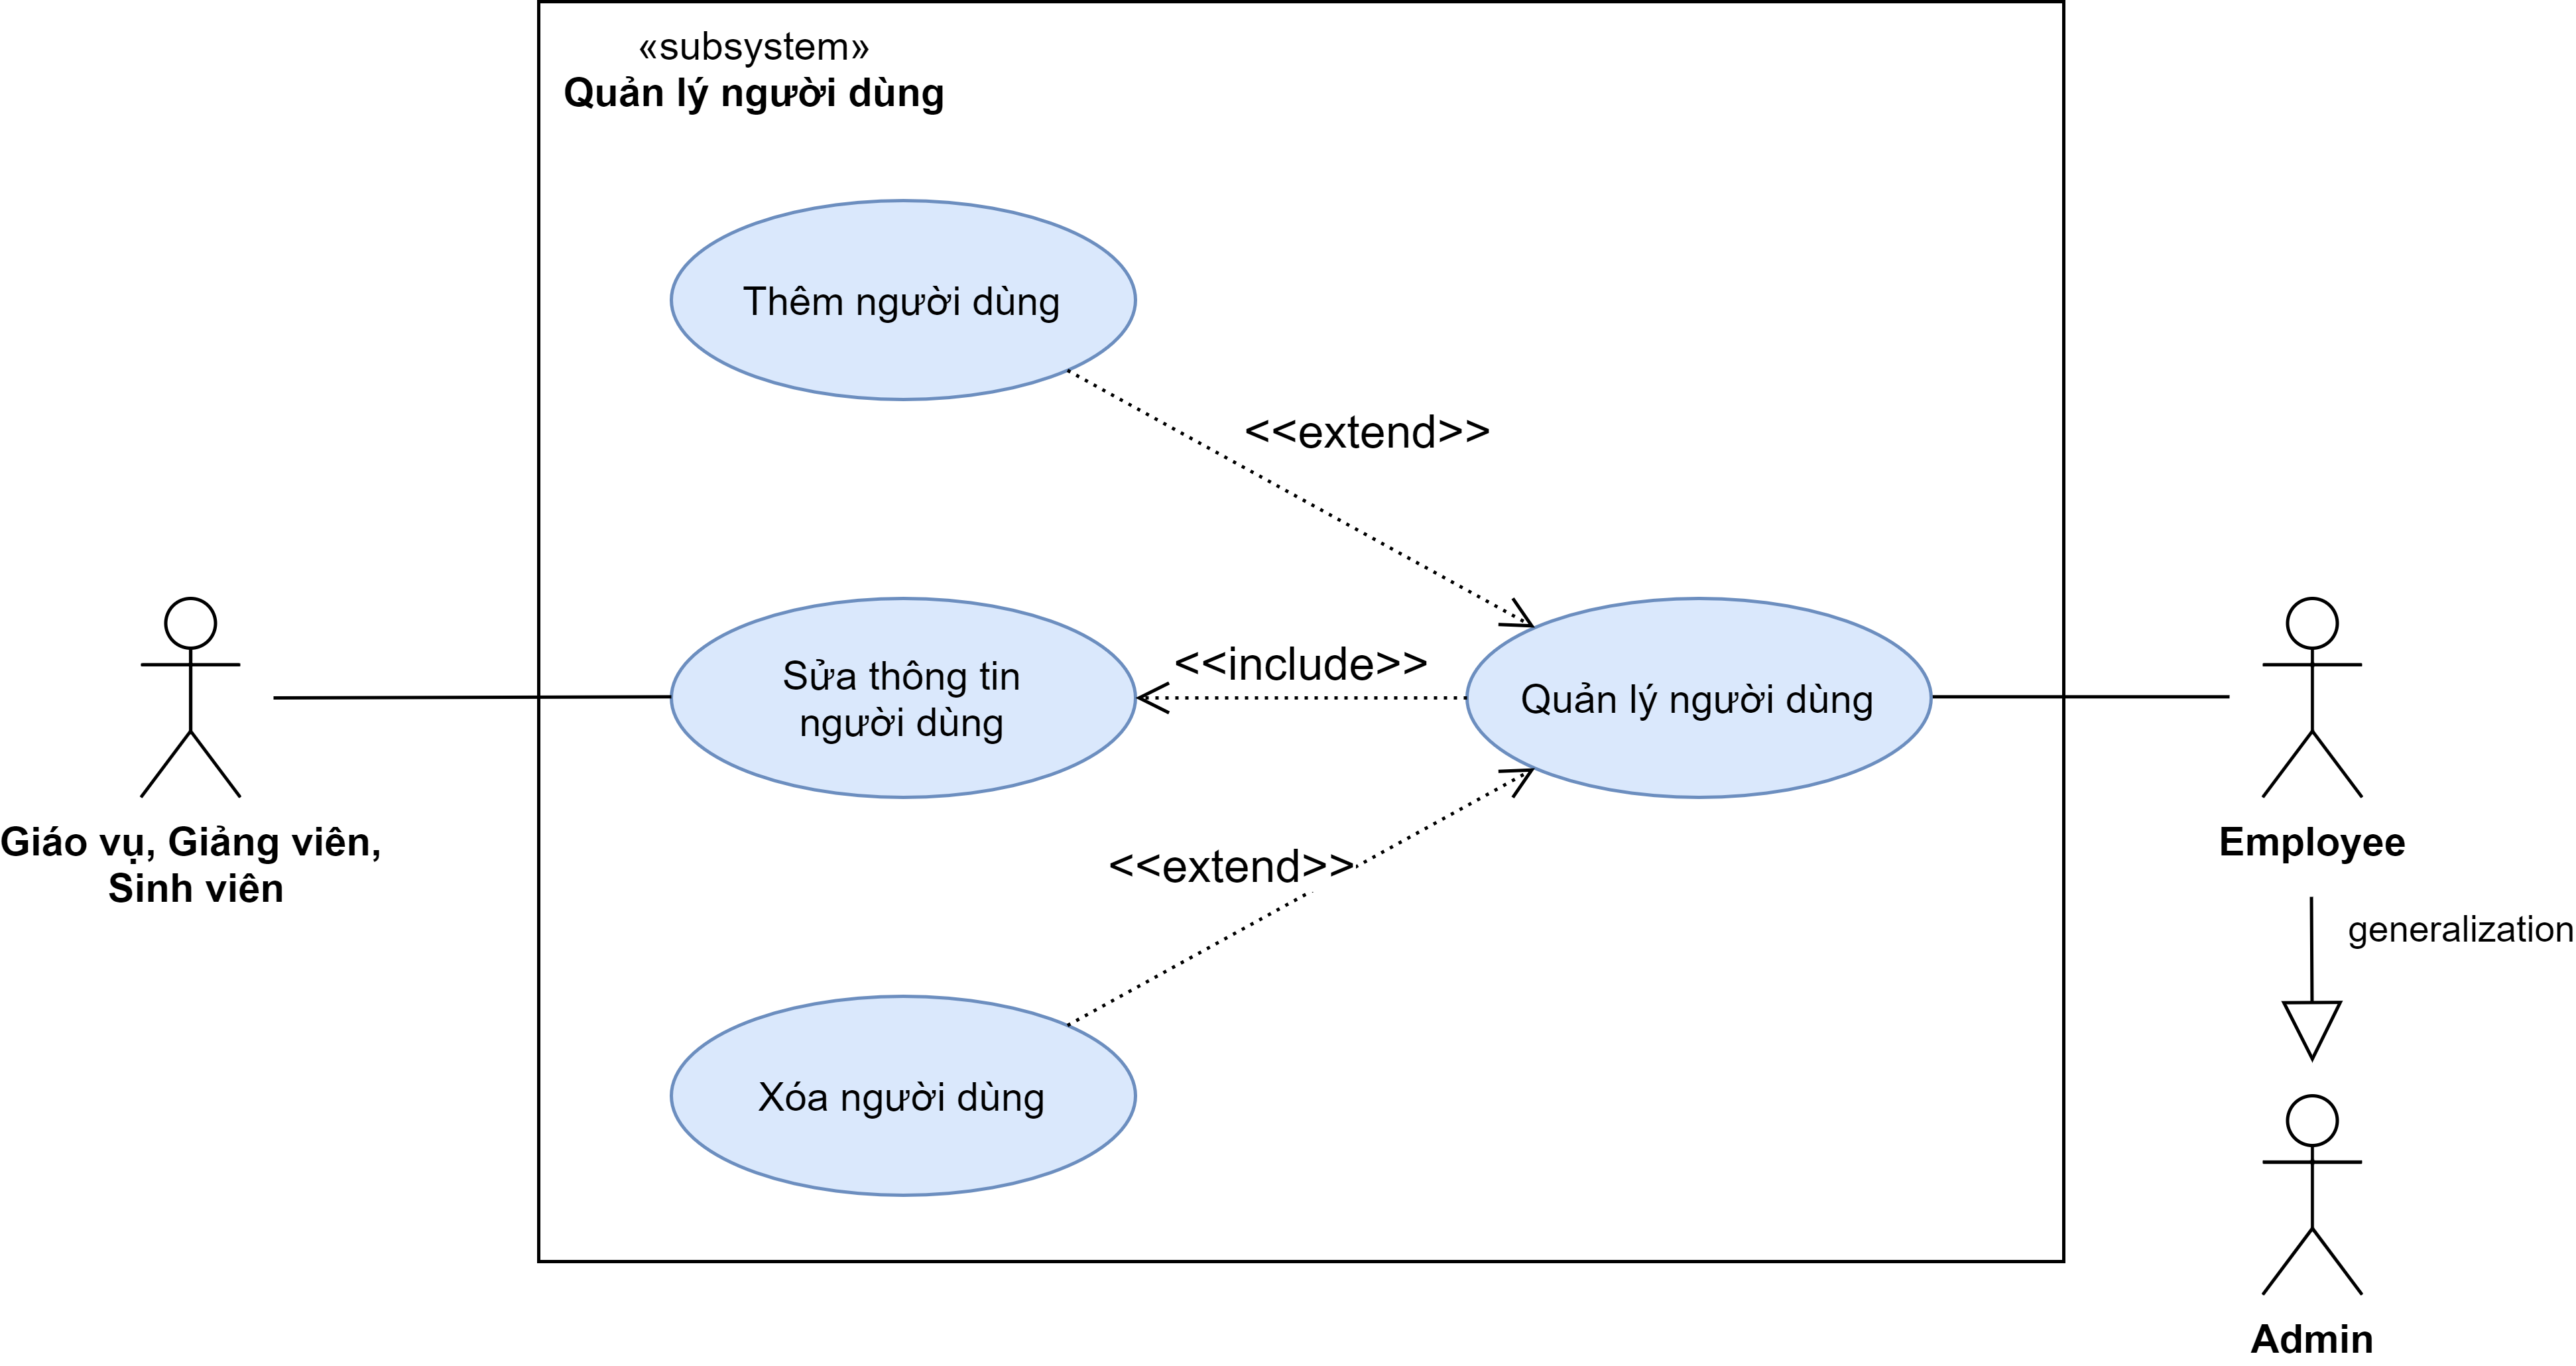 «subsystem»
Quản lý người dùng
Thêm người dùng
<<extend>>
<<include>>
Sửa thông tin
người dùng
Quản lý người dùng
Giáo vụ, Giảng viên,
Sinh viên
<<extend>>
Employee
generalization
Xóa người dùng
Admin